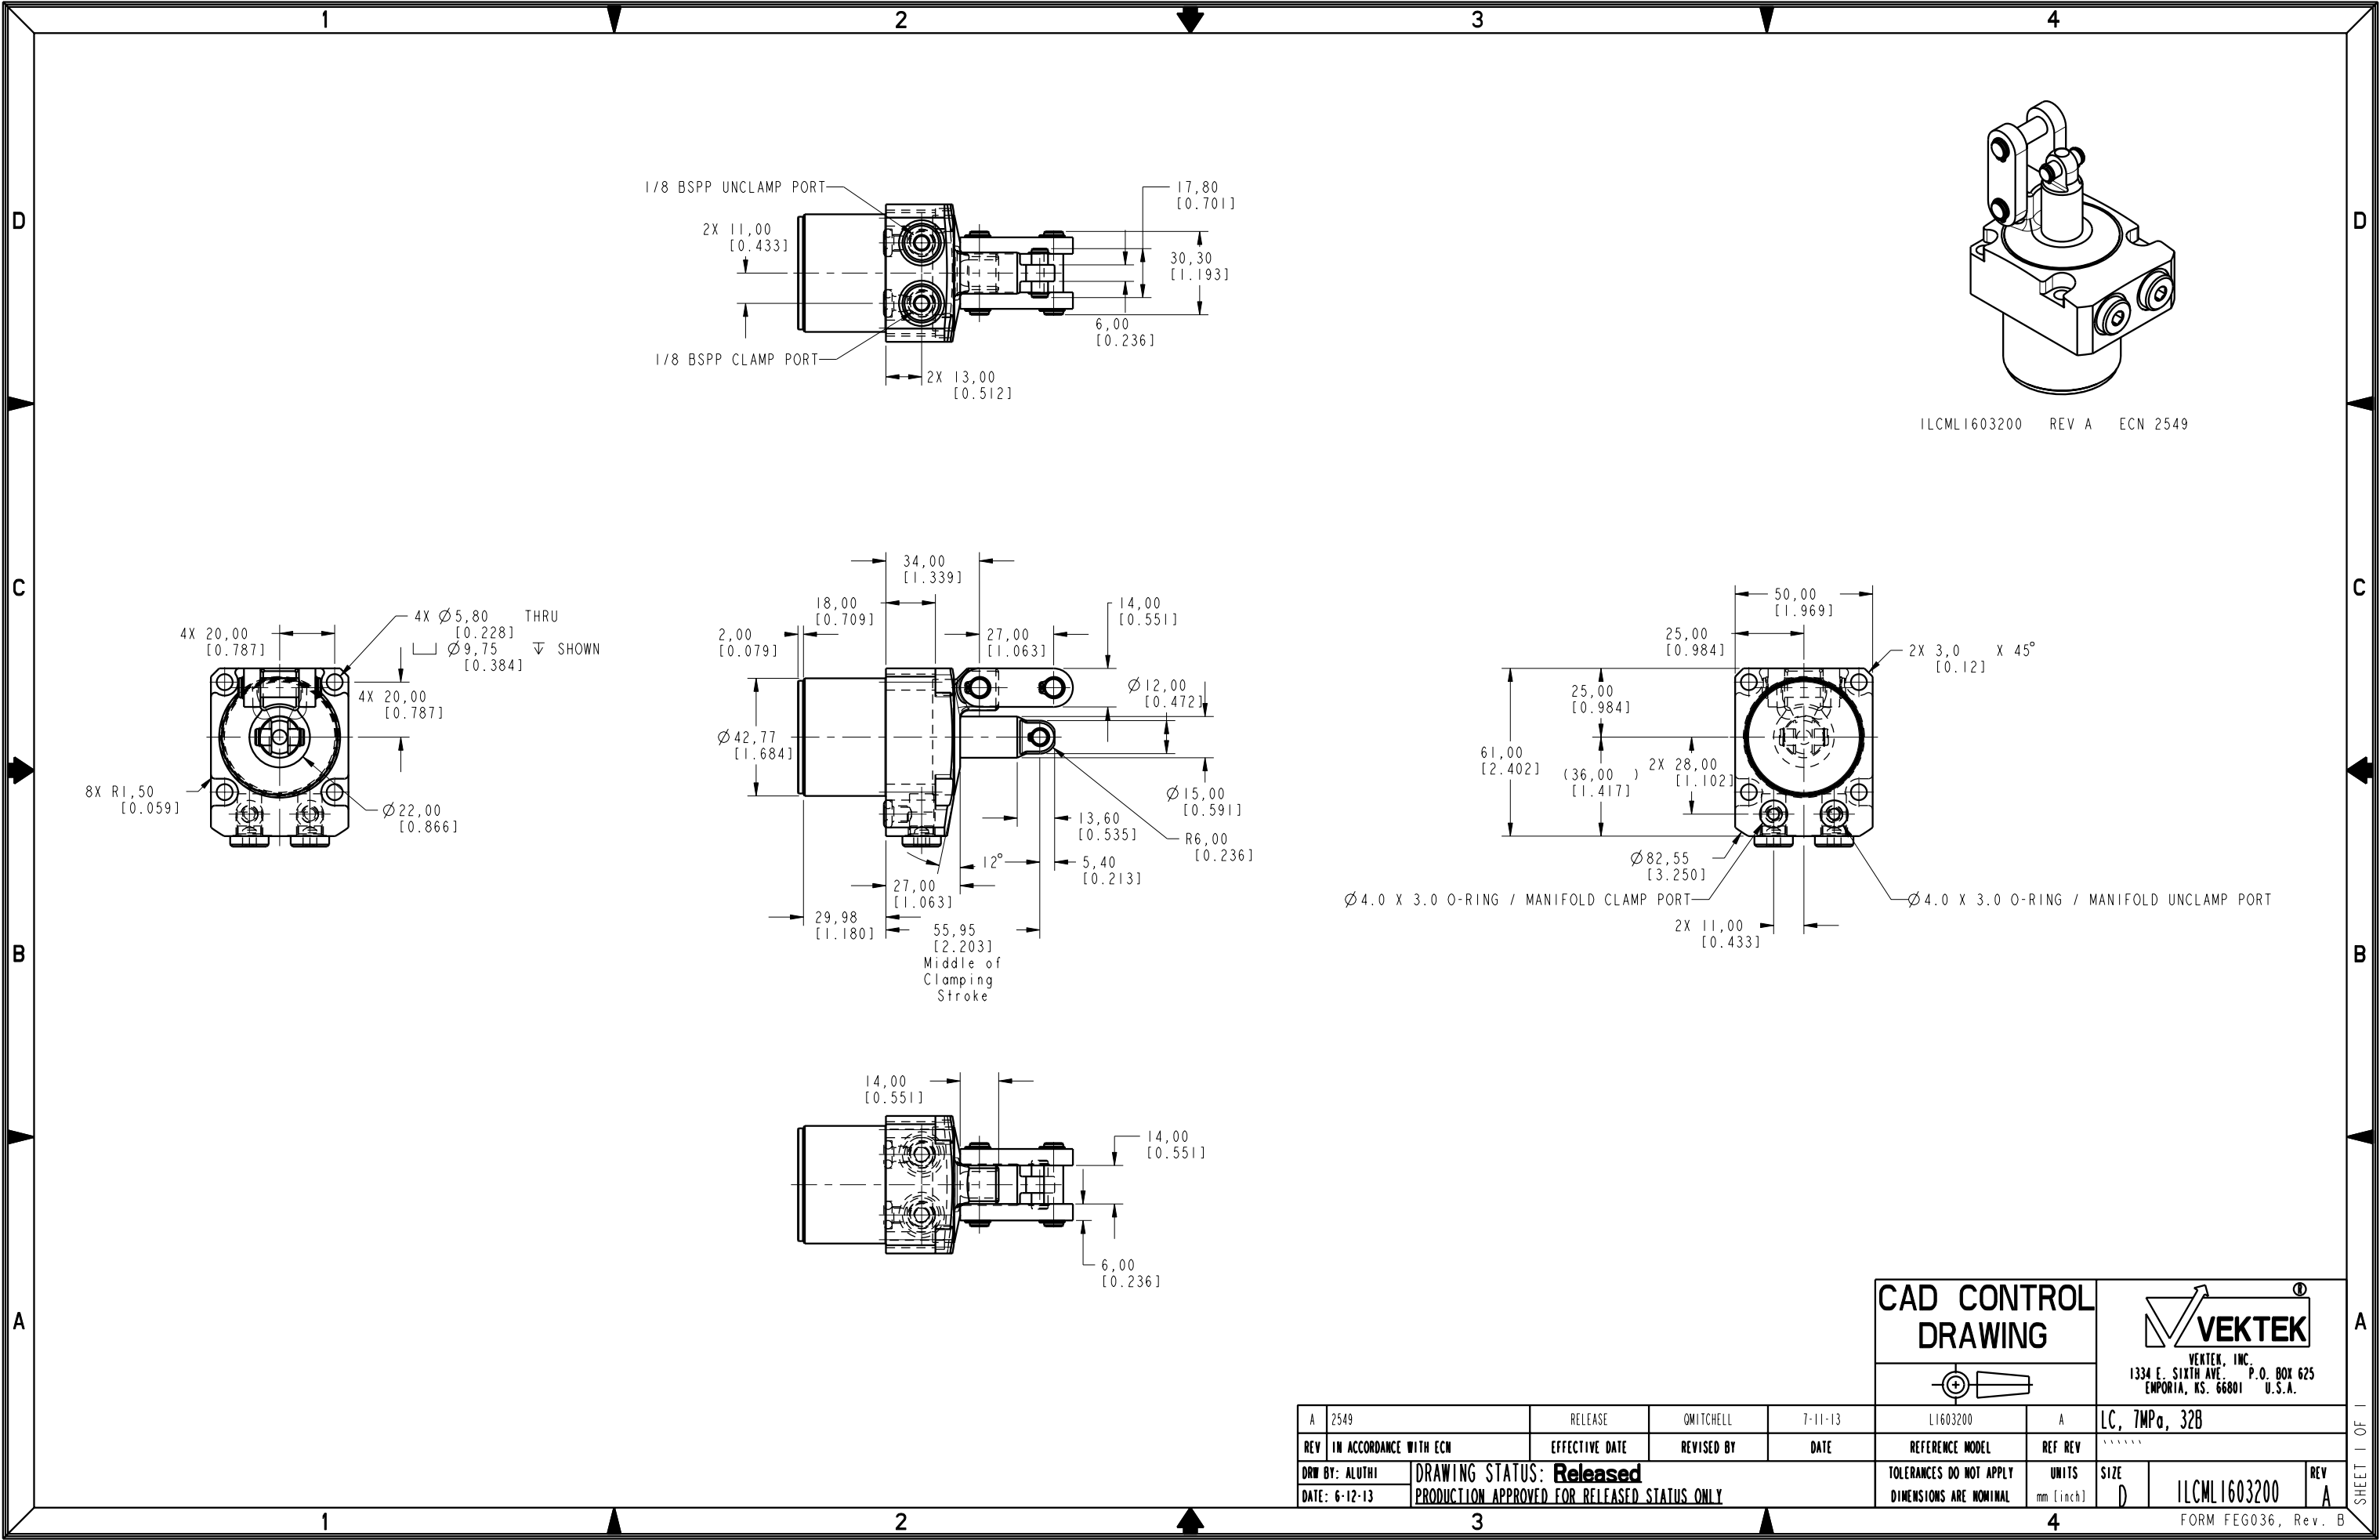 1
2
3
4
D
D
C
C
B
B
A
A
1/8 BSPP UNCLAMP PORT
2X 11,00
[0.433]
1/8 BSPP CLAMP PORT
2X 13,00
[0.512]
17,80
[0.701]
30,30
[1.193]
6,00
[0.236]
1LCML1603200 REV A ECN 2549
4X 20,00
[0.787]
4X Ø5,80 THRU
[0.228]
⌴ Ø9,75 ↧ SHOWN
[0.384]
4X 20,00
[0.787]
8X R1,50
[0.059]
Ø22,00
[0.866]
34,00
[1.339]
18,00
[0.709]
2,00
[0.079]
27,00
[1.063]
14,00
[0.551]
Ø12,00
[0.472]
Ø42,77
[1.684]
Ø15,00
[0.591]
13,60
[0.535]
R6,00
[0.236]
12°
5,40
[0.213]
27,00
[1.063]
29,98
[1.180]
55,95
[2.203]
Middle of
Clamping
Stroke
50,00
[1.969]
25,00
[0.984]
2X 3,0 X 45°
[0.12]
25,00
[0.984]
61,00
[2.402]
(36,00 )
[1.417]
2X 28,00
[1.102]
Ø82,55
[3.250]
Ø4.0 X 3.0 O-RING / MANIFOLD CLAMP PORT
Ø4.0 X 3.0 O-RING / MANIFOLD UNCLAMP PORT
2X 11,00
[0.433]
14,00
[0.551]
14,00
[0.551]
6,00
[0.236]
CAD CONTROL
DRAWING
®
VEKTEK
VEKTEK, INC.
1334 E. SIXTH AVE. P.O. BOX 625
EMPORIA, KS. 66801 U.S.A.
A 2549 RELEASE QMITCHELL 7-11-13 L1603200 A
LC, 7MPa, 32B
REV IN ACCORDANCE WITH ECN EFFECTIVE DATE REVISED BY DATE REFERENCE MODEL REF REV
DRW BY: ALUTHI
DATE: 6-12-13
DRAWING STATUS: Released
PRODUCTION APPROVED FOR RELEASED STATUS ONLY
TOLERANCES DO NOT APPLY
DIMENSIONS ARE NOMINAL
UNITS
mm [inch]
SIZE
D
1LCML1603200
REV
A
SHEET 1 OF 1
FORM FEG036, Rev. B
1
2
3
4